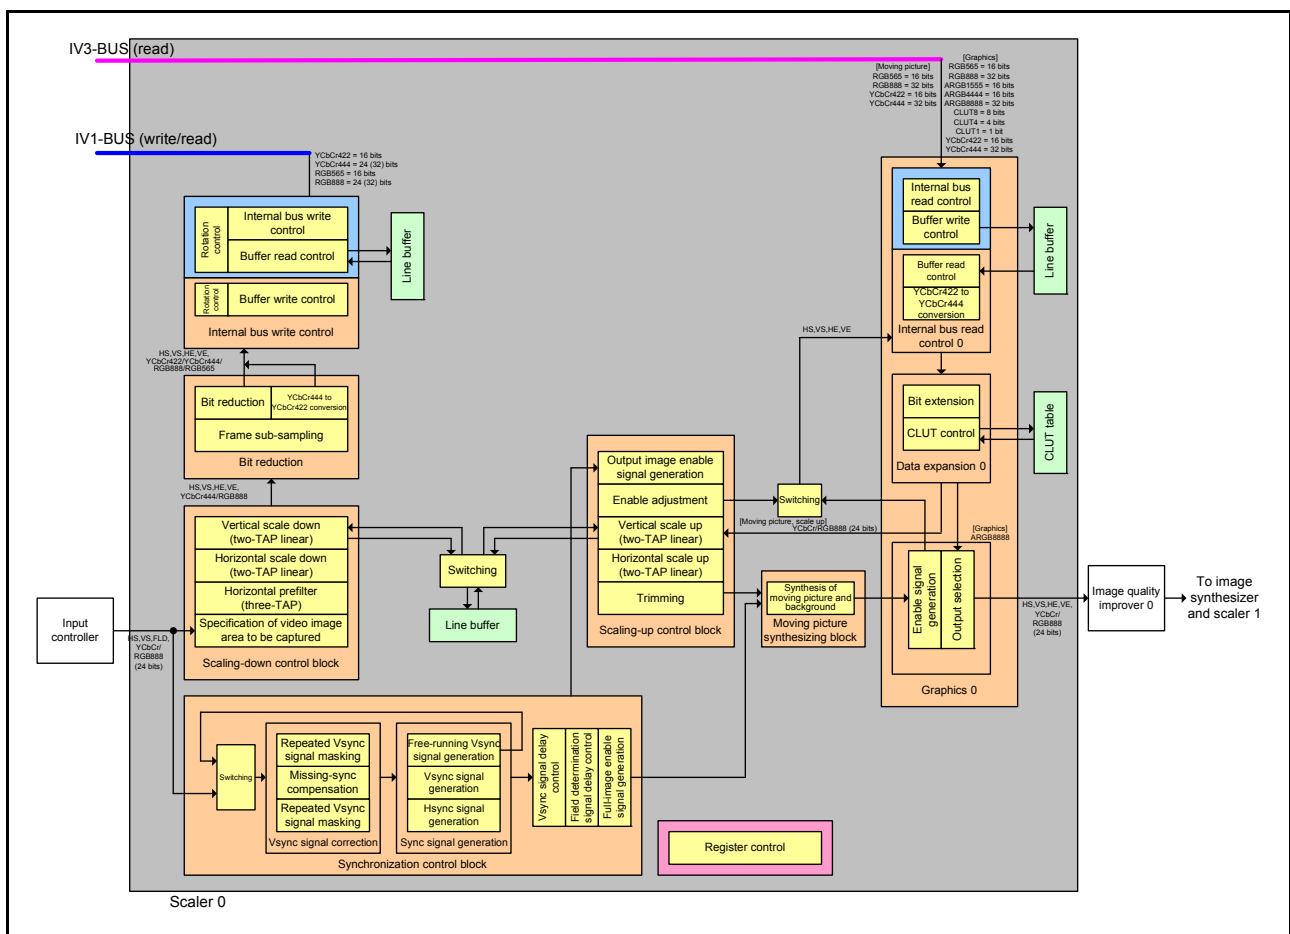 IV3-BUS (read)
[Moving picture]
RGB565 = 16 bits
RGB888 = 32 bits
YCbCr422 = 16 bits
YCbCr444 = 32 bits
[Graphics]
RGB565 = 16 bits
RGB888 = 32 bits
ARGB1555 = 16 bits
ARGB4444 = 16 bits
ARGB8888 = 32 bits
CLUT8 = 8 bits
CLUT4 = 4 bits
CLUT1 = 1 bit
YCbCr422 = 16 bits
YCbCr444 = 32 bits
IV1-BUS (write/read)
YCbCr422 = 16 bits
YCbCr444 = 24 (32) bits
RGB565 = 16 bits
RGB888 = 24 (32) bits
Rotation
control
Internal bus write
control
Buffer read control
Line buffer
Rotation
control
Buffer write control
Internal bus write control
HS,VS,HE,VE,
YCbCr422/YCbCr444/
RGB888/RGB565
Bit reduction
YCbCr444 to
YCbCr422 conversion
Frame sub-sampling
Bit reduction
HS,VS,HE,VE,
YCbCr444/RGB888
Vertical scale down
(two-TAP linear)
Horizontal scale down
(two-TAP linear)
Horizontal prefilter
(three-TAP)
Specification of video image
area to be captured
Scaling-down control block
Input
controller
HS,VS,FLD,
YCbCr/
RGB888
(24 bits)
Switching
Line buffer
Output image enable
signal generation
Enable adjustment
Vertical scale up
(two-TAP linear)
Horizontal scale up
(two-TAP linear)
Trimming
Scaling-up control block
Switching
HS,VS,HE,VE
[Moving picture, scale up]
YCbCr/RGB888 (24 bits)
Synthesis of
moving picture and
background
Moving picture
synthesizing block
Internal bus
read control
Buffer write
control
Line buffer
Buffer read
control
YCbCr422 to
YCbCr444
conversion
Internal bus read
control 0
Bit extension
CLUT control
Data expansion 0
CLUT table
[Graphics]
ARGB8888
Enable signal
generation
Output selection
Graphics 0
HS,VS,HE,VE,
YCbCr/
RGB888
(24 bits)
Image quality
improver 0
To image
synthesizer
and scaler 1
Switching
Repeated Vsync
signal masking
Missing-sync
compensation
Repeated Vsync
signal masking
Vsync signal correction
Free-running Vsync
signal generation
Vsync signal
generation
Hsync signal
generation
Sync signal generation
Vsync signal delay
control
Field determination
signal delay control
Full-image enable
signal generation
Synchronization control block
Register control
Scaler 0